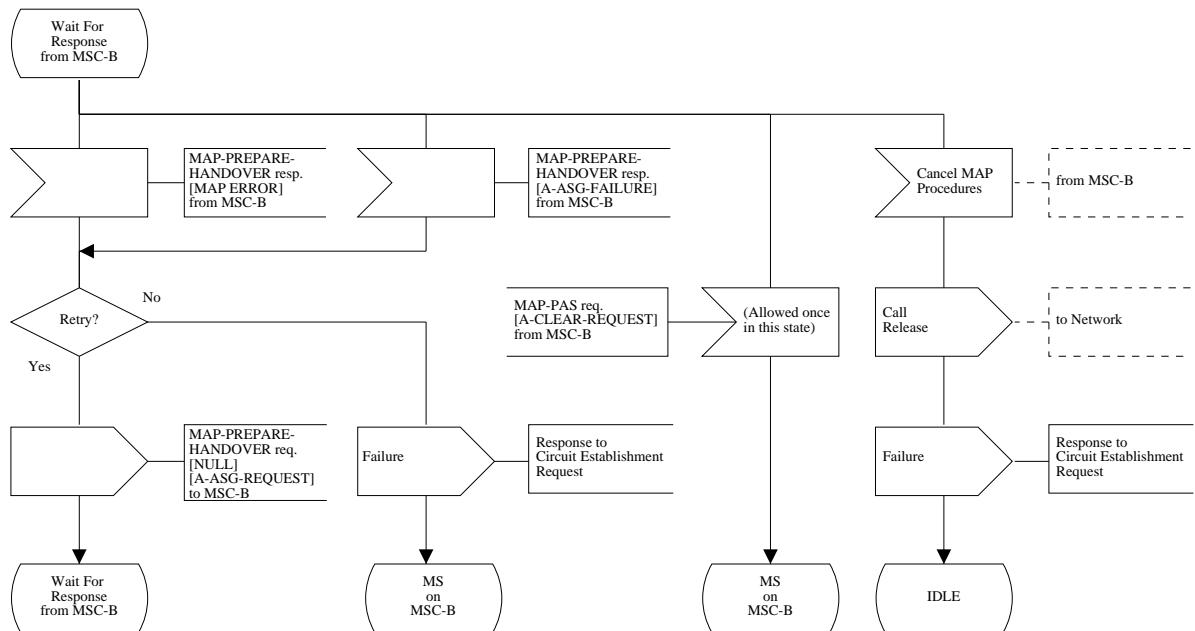 Wait For
Response
from MSC-B
MAP-PREPARE-
HANDOVER resp.
[MAP ERROR]
from MSC-B
MAP-PREPARE-
HANDOVER resp.
[A-ASG-FAILURE]
from MSC-B
Cancel MAP
Procedures
from MSC-B
Retry?
No
Yes
MAP-PAS req.
[A-CLEAR-REQUEST]
from MSC-B
(Allowed once
in this state)
Call
Release
to Network
MAP-PREPARE-
HANDOVER req.
[NULL]
[A-ASG-REQUEST]
to MSC-B
Failure
Response to
Circuit Establishment
Request
Failure
Response to
Circuit Establishment
Request
Wait For
Response
from MSC-B
MS
on
MSC-B
MS
on
MSC-B
IDLE